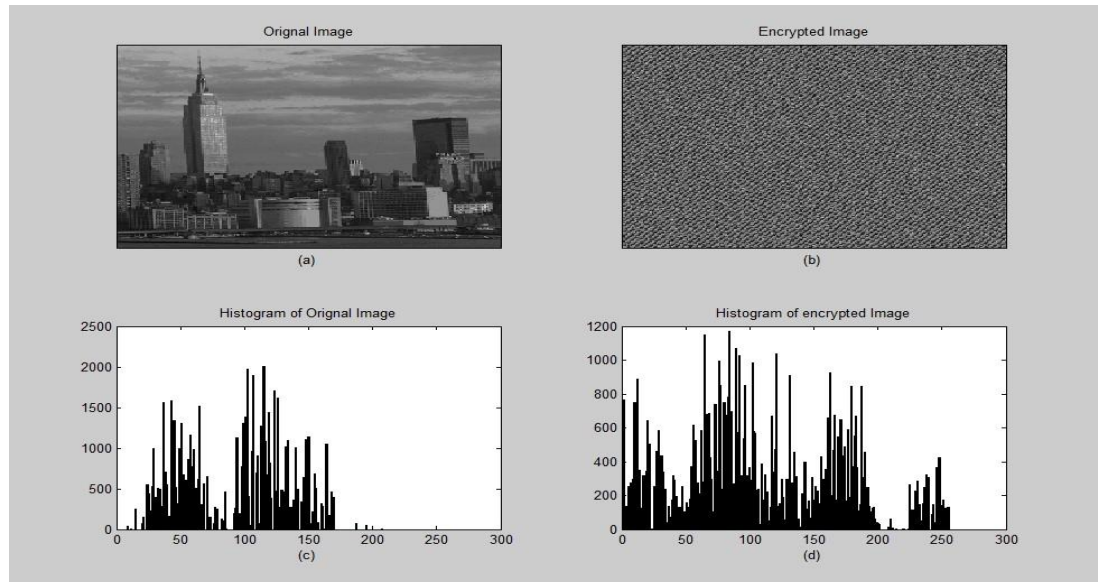 Orignal Image
Encrypted Image
(a)
(b)
Histogram of Orignal Image
2500
2000
1500
1000
500
0
0 50 100 150 200 250 300
(c)
Histogram of encrypted Image
1200
1000
800
600
400
200
0
0 50 100 150 200 250 300
(d)